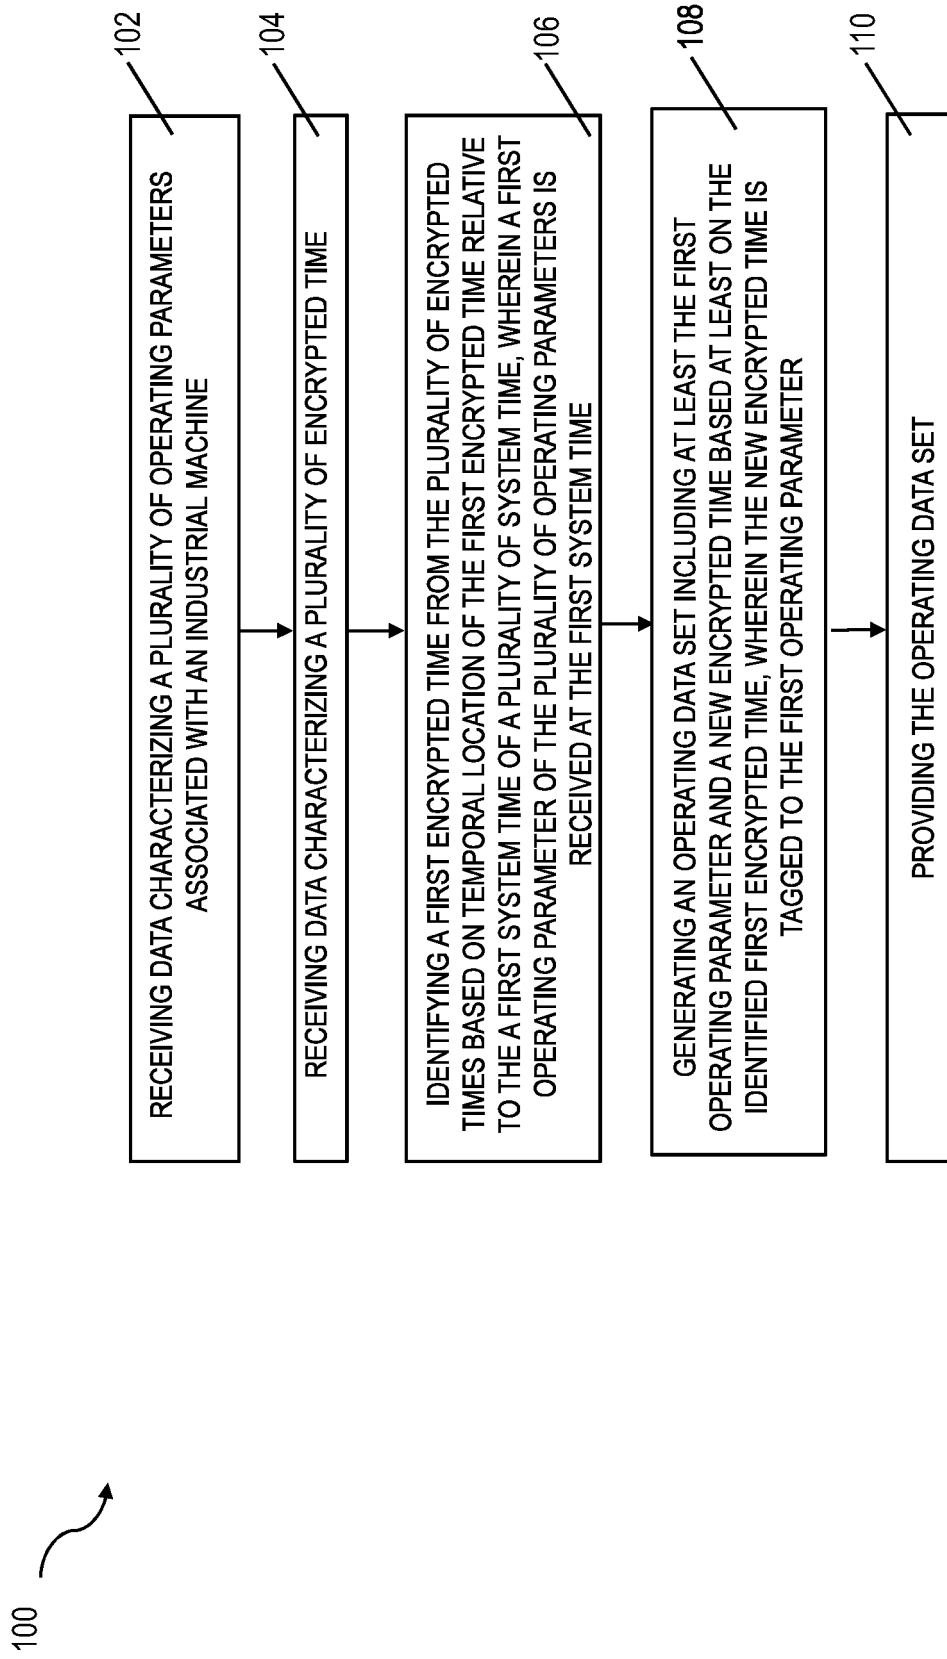 100
RECEIVING DATA CHARACTERIZING A PLURALITY OF OPERATING PARAMETERS
ASSOCIATED WITH AN INDUSTRIAL MACHINE
102
RECEIVING DATA CHARACTERIZING A PLURALITY OF ENCRYPTED TIME
104
IDENTIFYING A FIRST ENCRYPTED TIME FROM THE PLURALITY OF ENCRYPTED
TIMES BASED ON TEMPORAL LOCATION OF THE FIRST ENCRYPTED TIME RELATIVE
TO THE A FIRST SYSTEM TIME OF A PLURALITY OF SYSTEM TIME, WHEREIN A FIRST
OPERATING PARAMETER OF THE PLURALITY OF OPERATING PARAMETERS IS
RECEIVED AT THE FIRST SYSTEM TIME
106
GENERATING AN OPERATING DATA SET INCLUDING AT LEAST THE FIRST
OPERATING PARAMETER AND A NEW ENCRYPTED TIME BASED AT LEAST ON THE
IDENTIFIED FIRST ENCRYPTED TIME, WHEREIN THE NEW ENCRYPTED TIME IS
TAGGED TO THE FIRST OPERATING PARAMETER
108
PROVIDING THE OPERATING DATA SET
110